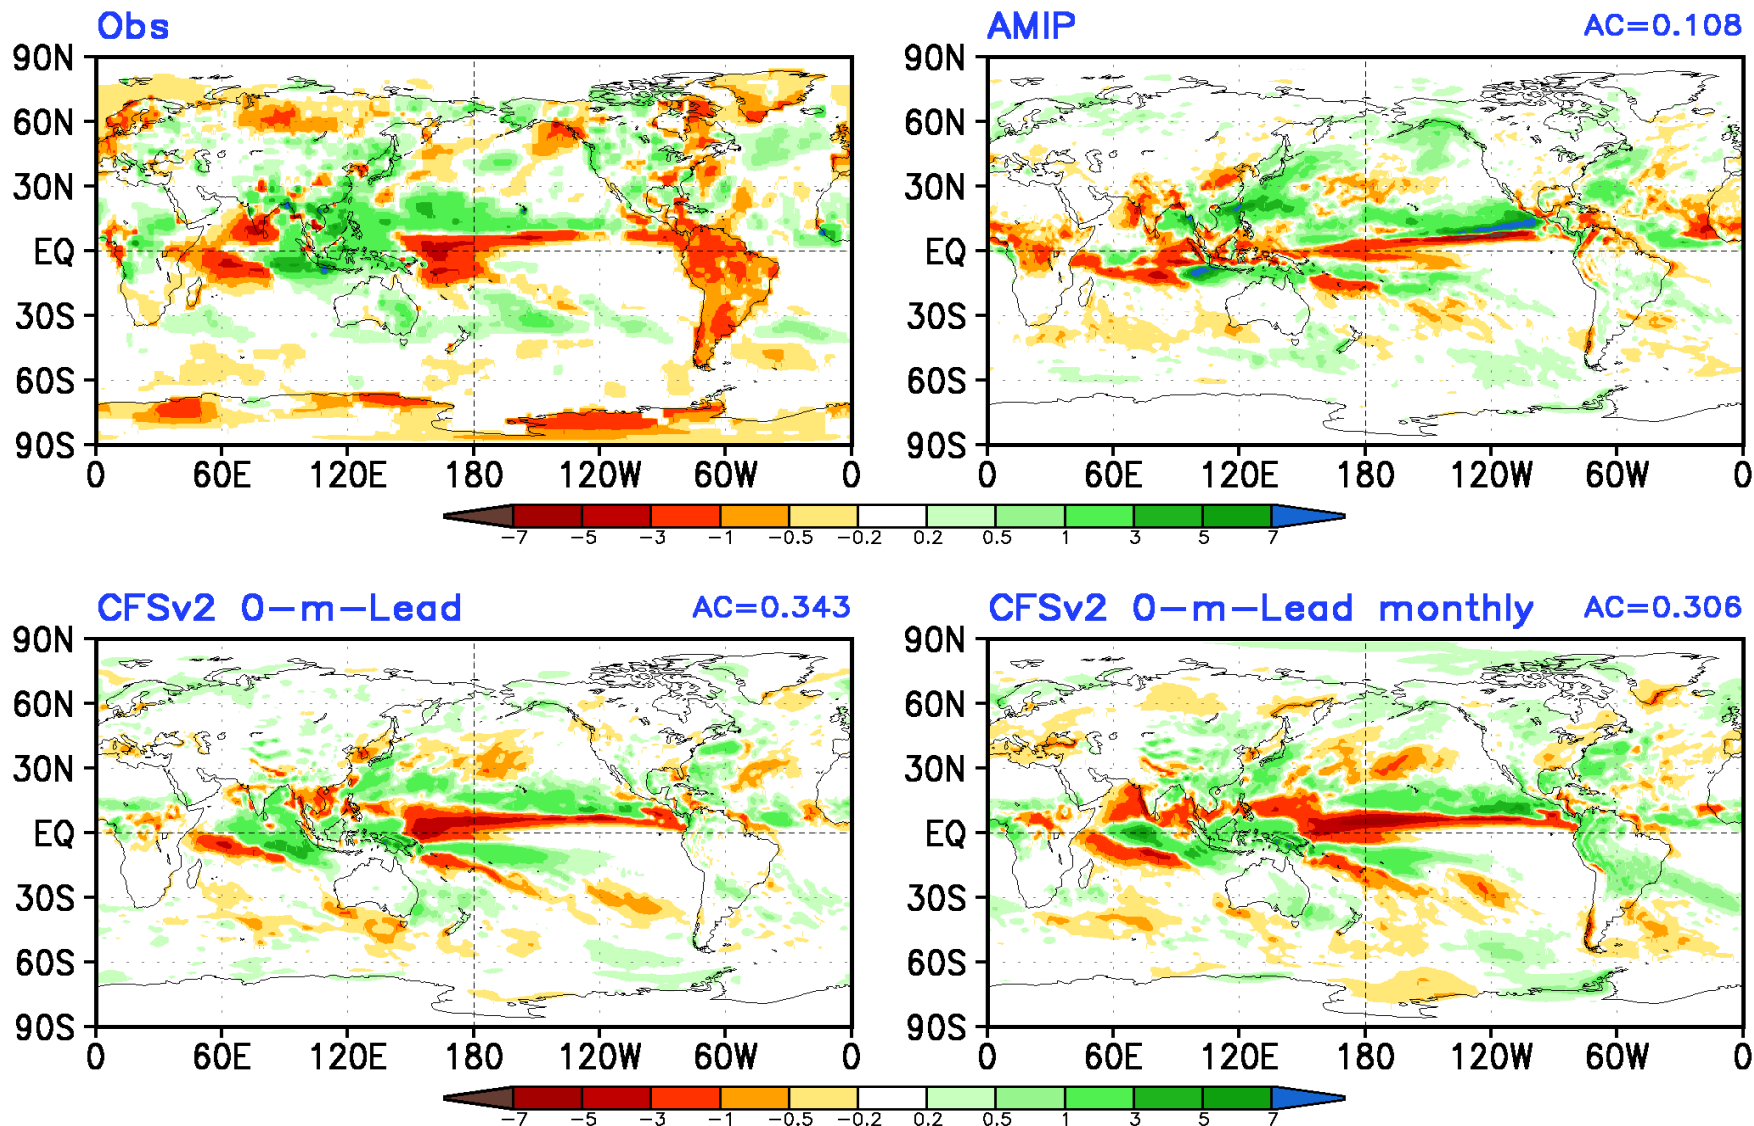 Obs
AMIP AC=0.108
90N 90N
60N 60N
30N 30N
EQ EQ
30S 30S
60S 60S
90S 90S
0 60E 120E 180 120W 60W 0 0 60E 120E 180 120W 60W 0
-7 -5 -3 -1 -0.5 -0.2 0.2 0.5 1 3 5 7
CFSv2 0-m-Lead AC=0.343
CFSv2 0-m-Lead monthly AC=0.306
90N 90N
60N 60N
30N 30N
EQ EQ
30S 30S
60S 60S
90S 90S
0 60E 120E 180 120W 60W 0 0 60E 120E 180 120W 60W 0
-7 -5 -3 -1 -0.5 -0.2 0.2 0.5 1 3 5 7